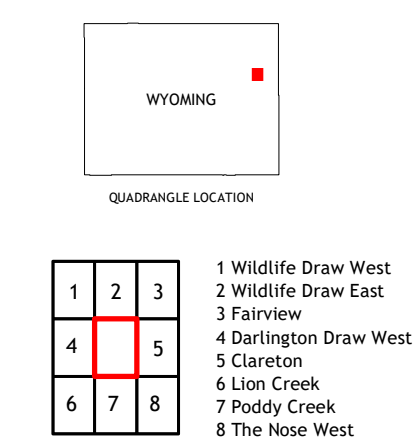 WYOMING
QUADRANGLE LOCATION
1 2 3
4 5
6 7 8
1 Wildlife Draw West
2 Wildlife Draw East
3 Fairview
4 Darlington Draw West
5 Clareton
6 Lion Creek
7 Poddy Creek
8 The Nose West